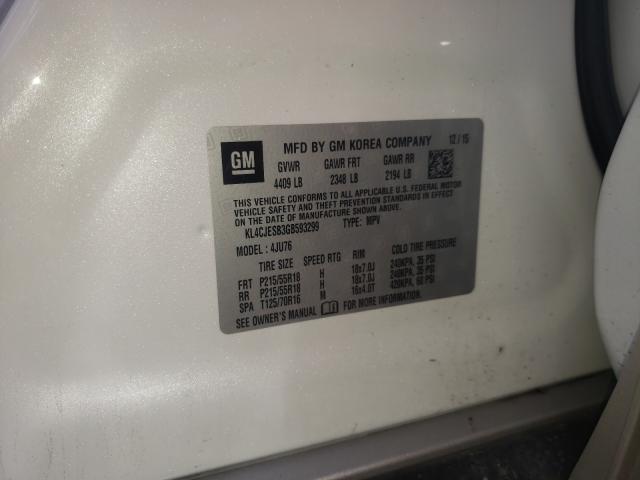 GM
MFD BY GM KOREA COMPANY 12/15
GVWR GAWR FRT GAWR RR
4409 LB 2348 LB 2194 LB
THIS VEHICLE CONFORMS TO ALL APPLICABLE U.S. FEDERAL MOTOR
VEHICLE SAFETY AND THEFT PREVENTION STANDARDS IN EFFECT
ON THE DATE OF MANUFACTURE SHOWN ABOVE.
KL4CJESB3GB593299 TYPE: MPV
MODEL: 4JU76
TIRE SIZE SPEED RTG RIM COLD TIRE PRESSURE
FRT P215/55R18 H 18x7.0J 240KPA, 35 PSI
RR P215/55R18 H 18x7.0J 240KPA, 35 PSI
SPA T125/70R16 M 16x4.0T 420KPA, 60 PSI
SEE OWNER'S MANUAL FOR MORE INFORMATION.